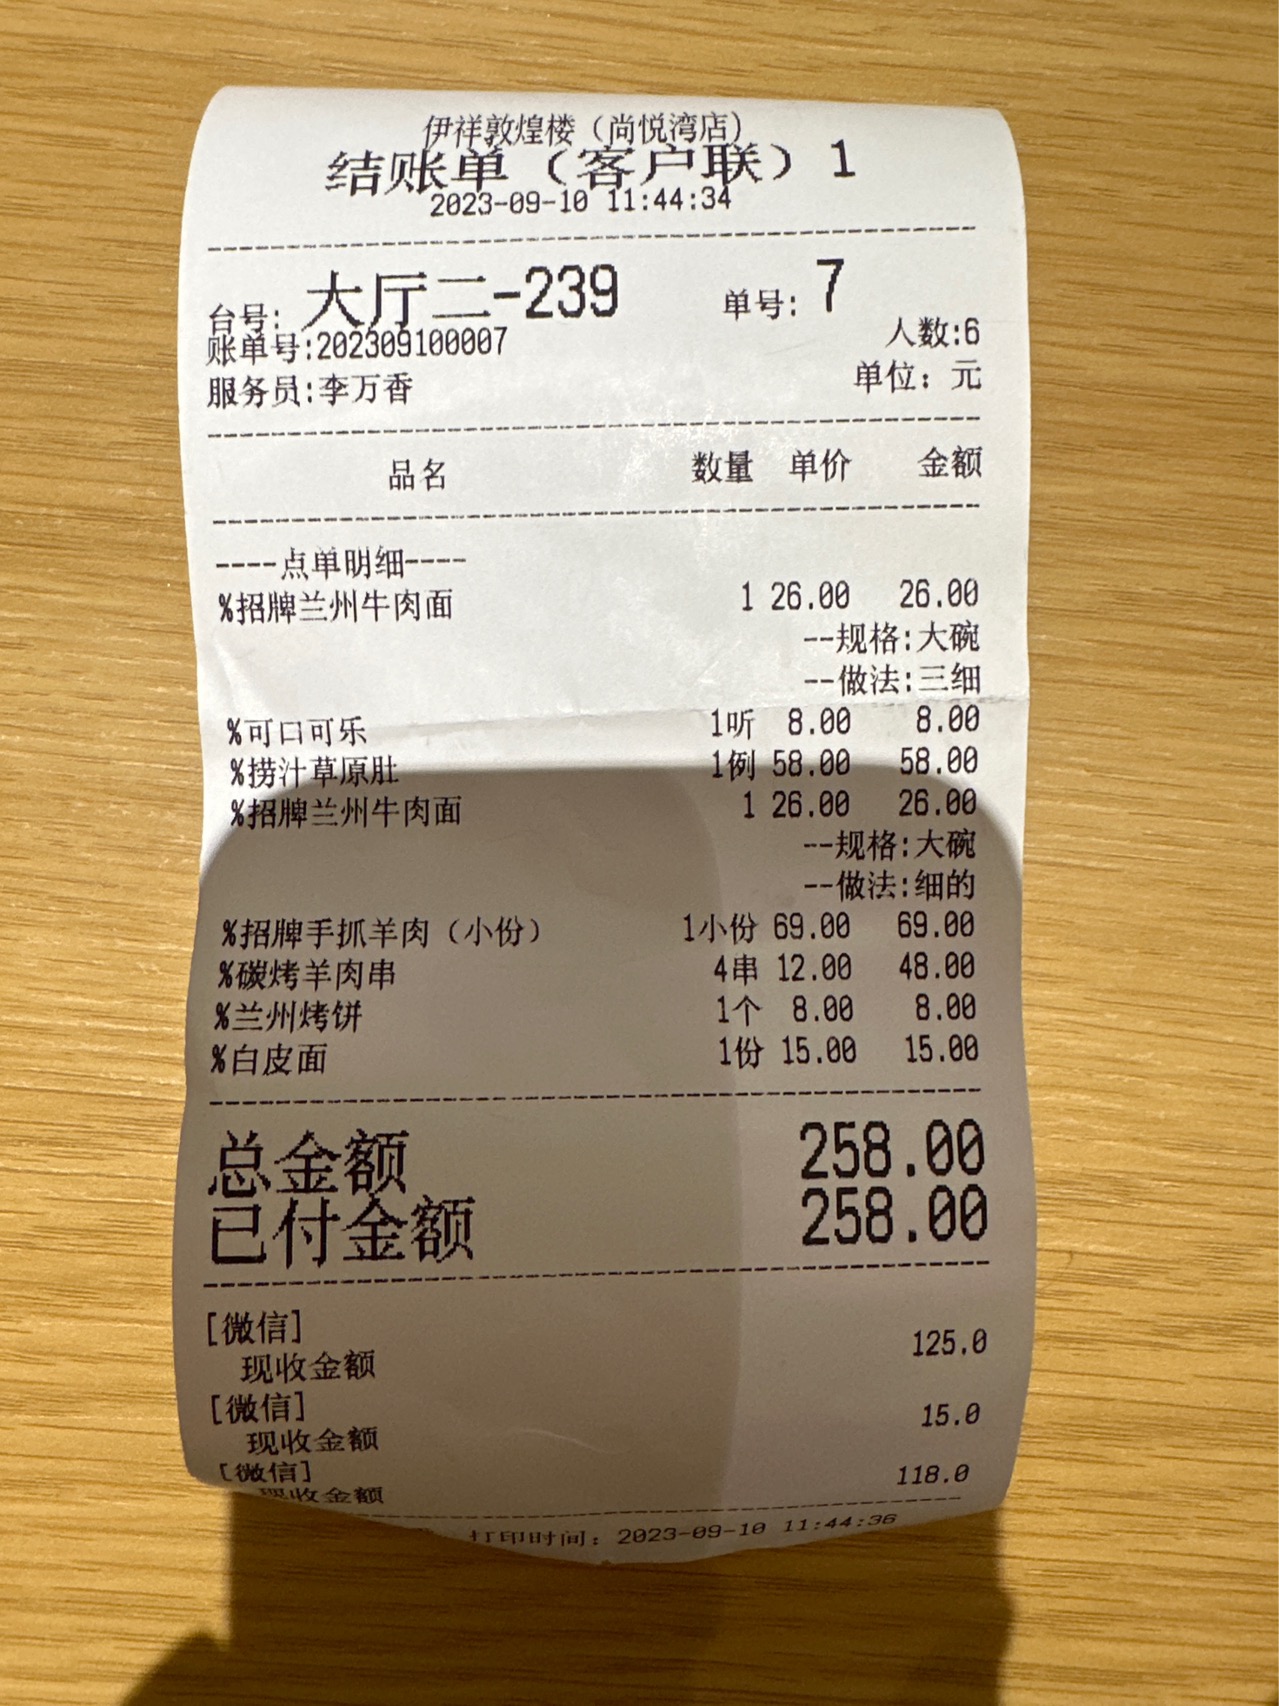 伊祥敦煌楼（尚悦湾店）
结账单（客户联）1
2023-09-10 11:44:34
台号: 大厅二-239 单号: 7
账单号:202309100007 人数:6
服务员:李万香 单位: 元
品名 数量 单价 金额
----点单明细----
%招牌兰州牛肉面 1 26.00 26.00
--规格:大碗
--做法:三细
%可口可乐 1听 8.00 8.00
%捞汁草原肚 1例 58.00 58.00
%招牌兰州牛肉面 1 26.00 26.00
--规格:大碗
--做法:细的
%招牌手抓羊肉（小份） 1小份 69.00 69.00
%碳烤羊肉串 4串 12.00 48.00
%兰州烤饼 1个 8.00 8.00
%白皮面 1份 15.00 15.00
总金额 258.00
已付金额 258.00
[微信]
现收金额 125.0
[微信]
现收金额 15.0
[微信]
现收金额 118.0
打印时间: 2023-09-10 11:44:36